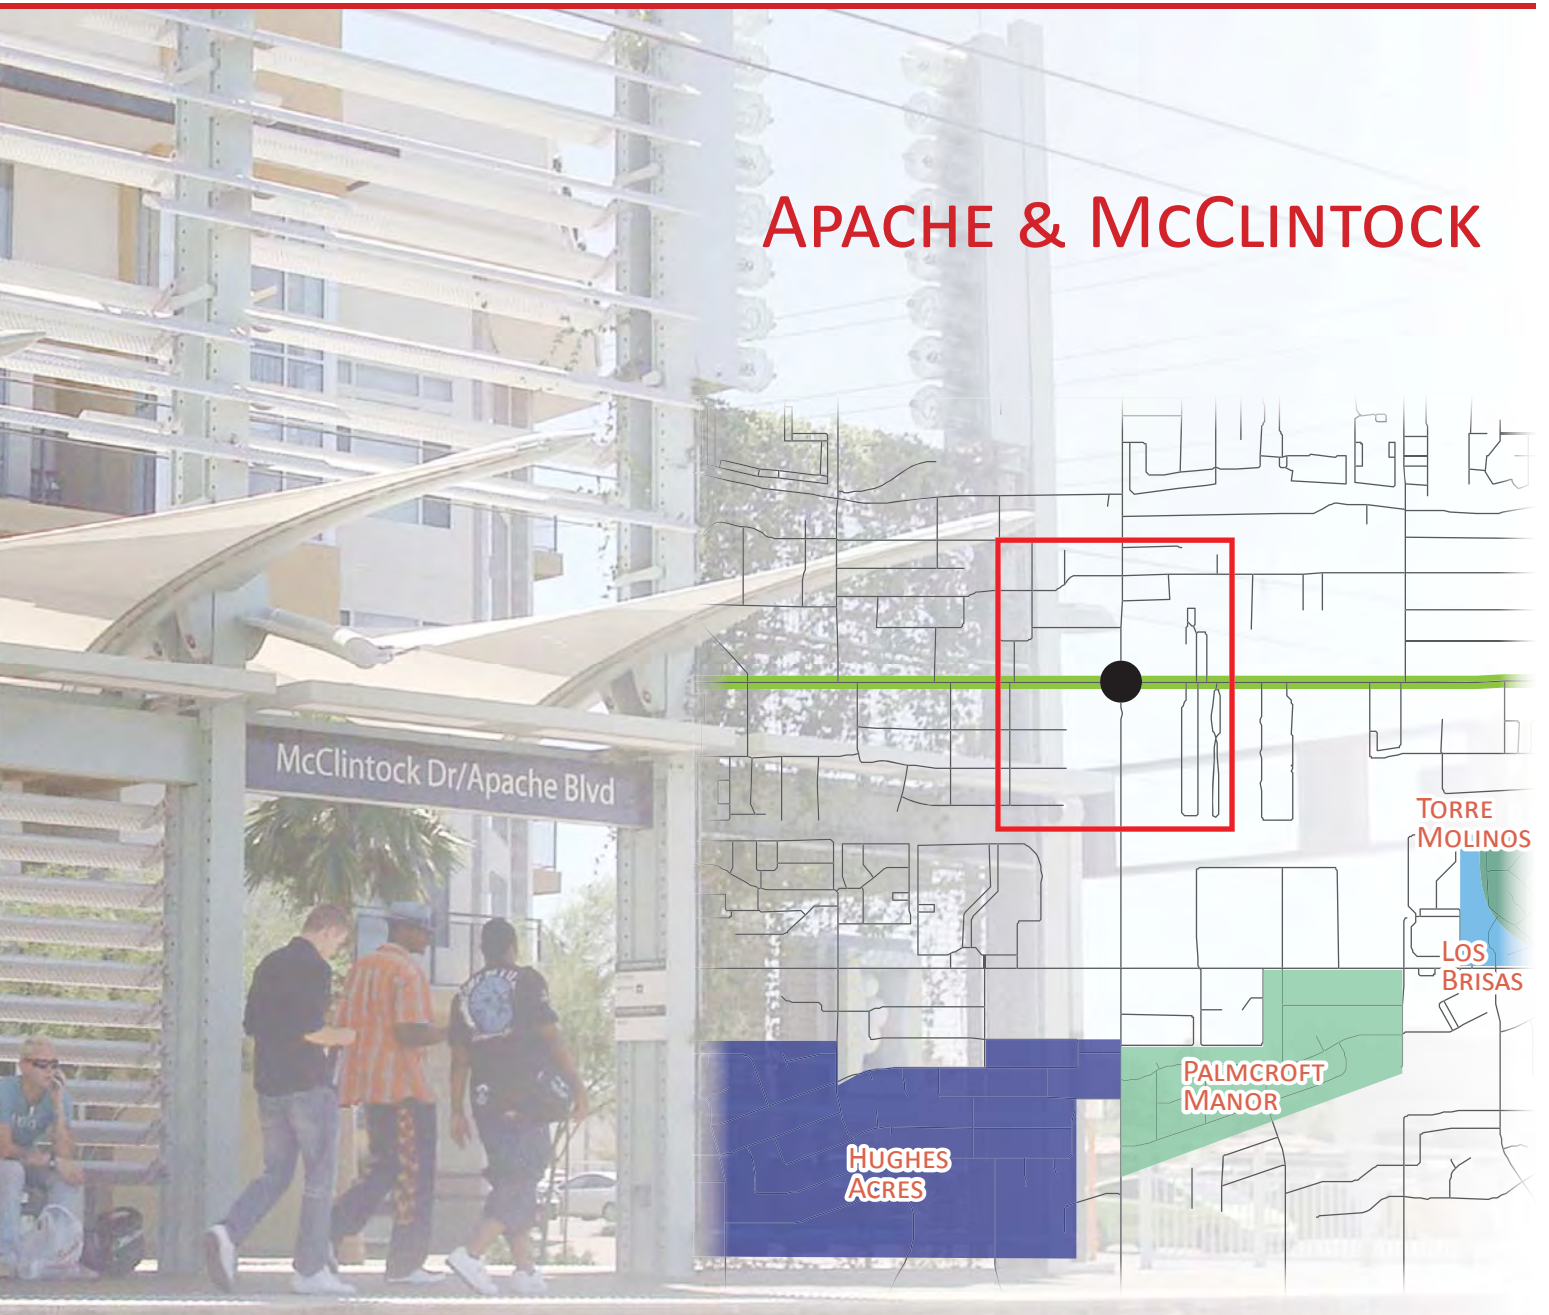 APACHE & MCCLINTOCK
McClintock Dr/Apache Blvd
TORRE
MOLINOS
LOS
BRISAS
PALMCROFT
MANOR
HUGHES
ACRES